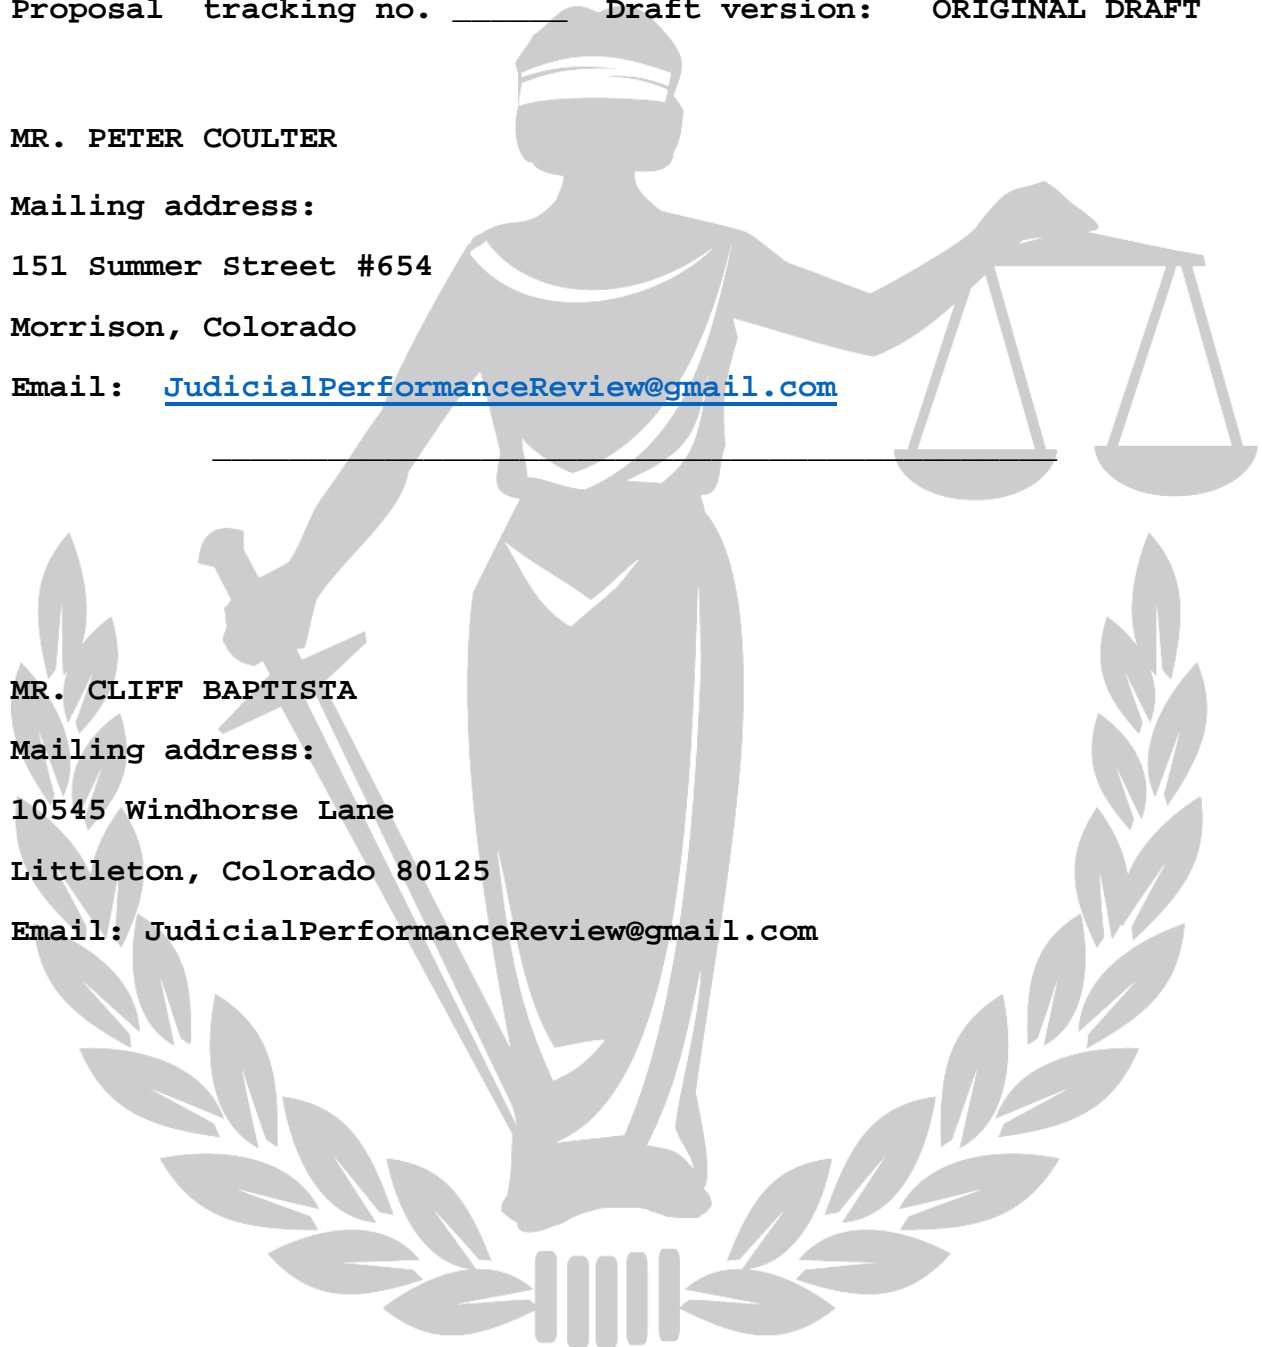 Proposal tracking no. ______ Draft version: ORIGINAL DRAFT
MR. PETER COULTER
Mailing address:
151 Summer Street #654
Morrison, Colorado
Email: JudicialPerformanceReview@gmail.com
____________________________________________
MR. CLIFF BAPTISTA
Mailing address:
10545 Windhorse Lane
Littleton, Colorado 80125
Email: JudicialPerformanceReview@gmail.com